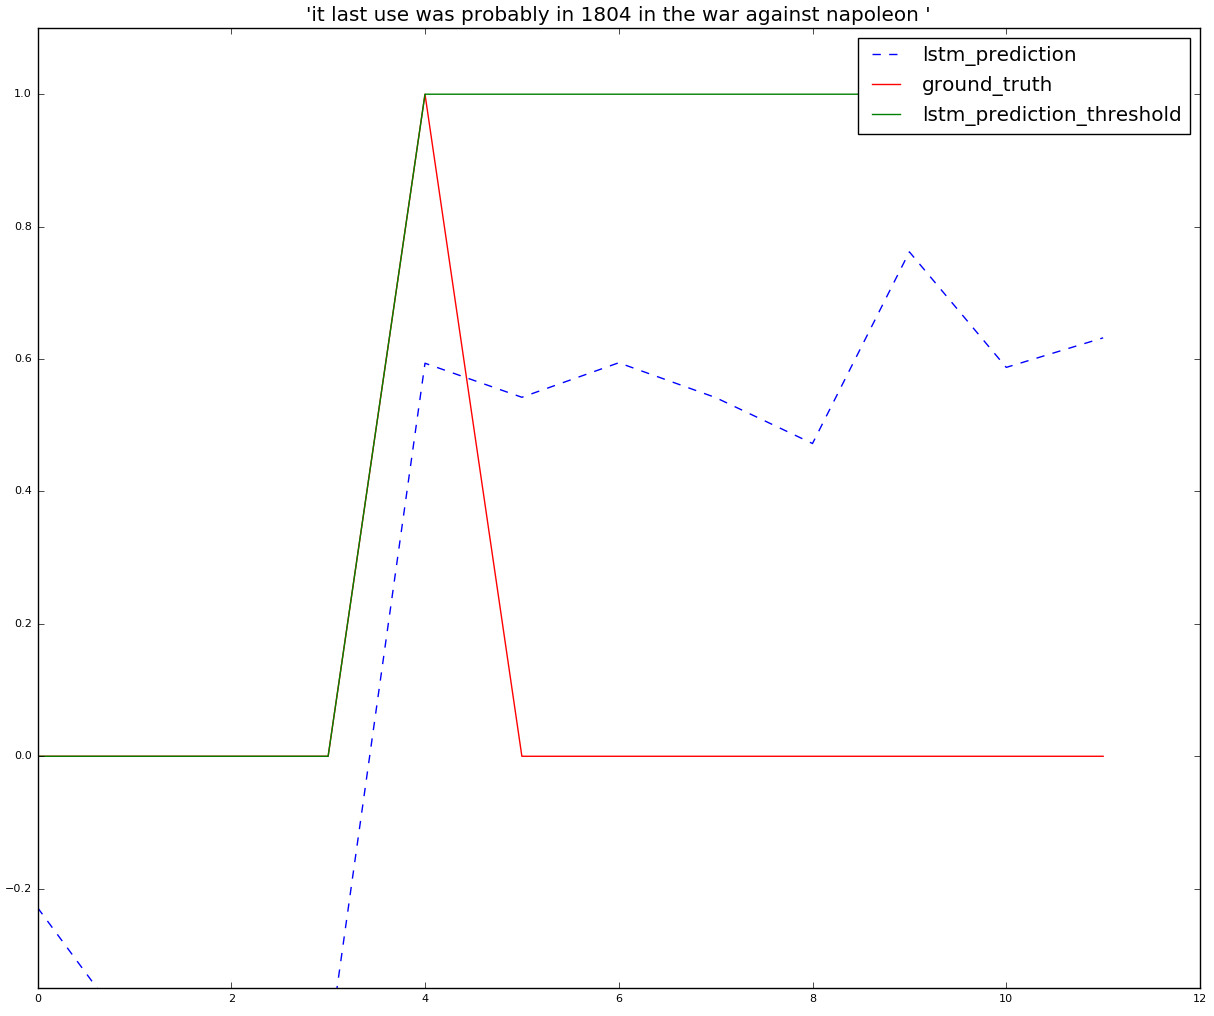 'it last use was probably in 1804 in the war against napoleon '
lstm_prediction
ground_truth
lstm_prediction_threshold
1.0
0.8
0.6
0.4
0.2
0.0
−0.2
0 2 4 6 8 10 12